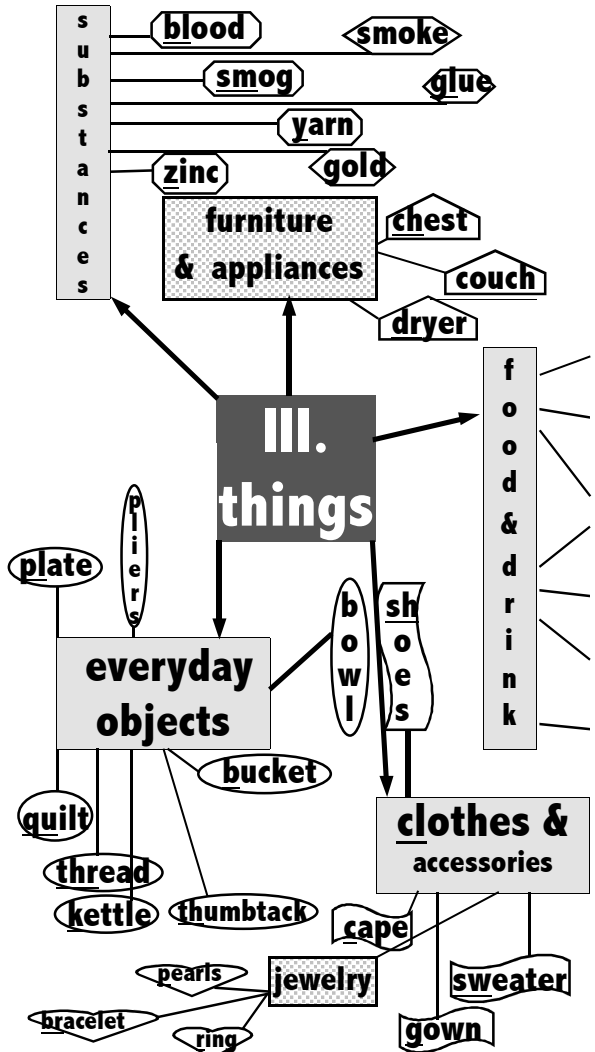 substances
blood
smoke
smog
glue
yarn
zinc
gold
furniture
& appliances
chest
couch
dryer
III.
things
food & drink
pliers
plate
bowl
shoes
everyday
objects
bucket
quilt
thread
kettle
thumbtack
clothes &
accessories
cape
sweater
gown
jewelry
pearls
bracelet
ring